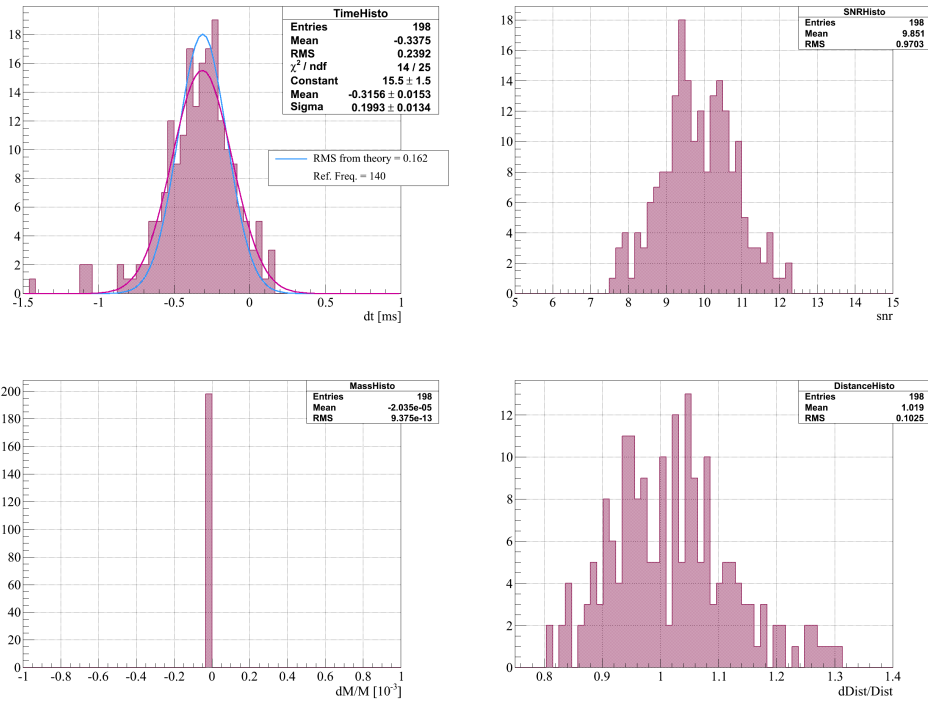 TimeHisto
Entries 198
Mean -0.3375
RMS 0.2392
χ² / ndf 14 / 25
Constant 15.5 ± 1.5
Mean -0.3156 ± 0.0153
Sigma 0.1993 ± 0.0134
RMS from theory = 0.162
Ref. Freq. = 140
18
16
14
12
10
8
6
4
2
0
-1.5 -1 -0.5 0 0.5 1
dt [ms]
SNRHisto
Entries 198
Mean 9.851
RMS 0.9703
18
16
14
12
10
8
6
4
2
0
5 6 7 8 9 10 11 12 13 14 15
snr
MassHisto
Entries 198
Mean -2.035e-05
RMS 9.375e-13
200
180
160
140
120
100
80
60
40
20
0
-1 -0.8 -0.6 -0.4 -0.2 0 0.2 0.4 0.6 0.8 1
dM/M [10⁻³]
DistanceHisto
Entries 198
Mean 1.019
RMS 0.1025
12
10
8
6
4
2
0
0.8 0.9 1 1.1 1.2 1.3 1.4
dDist/Dist